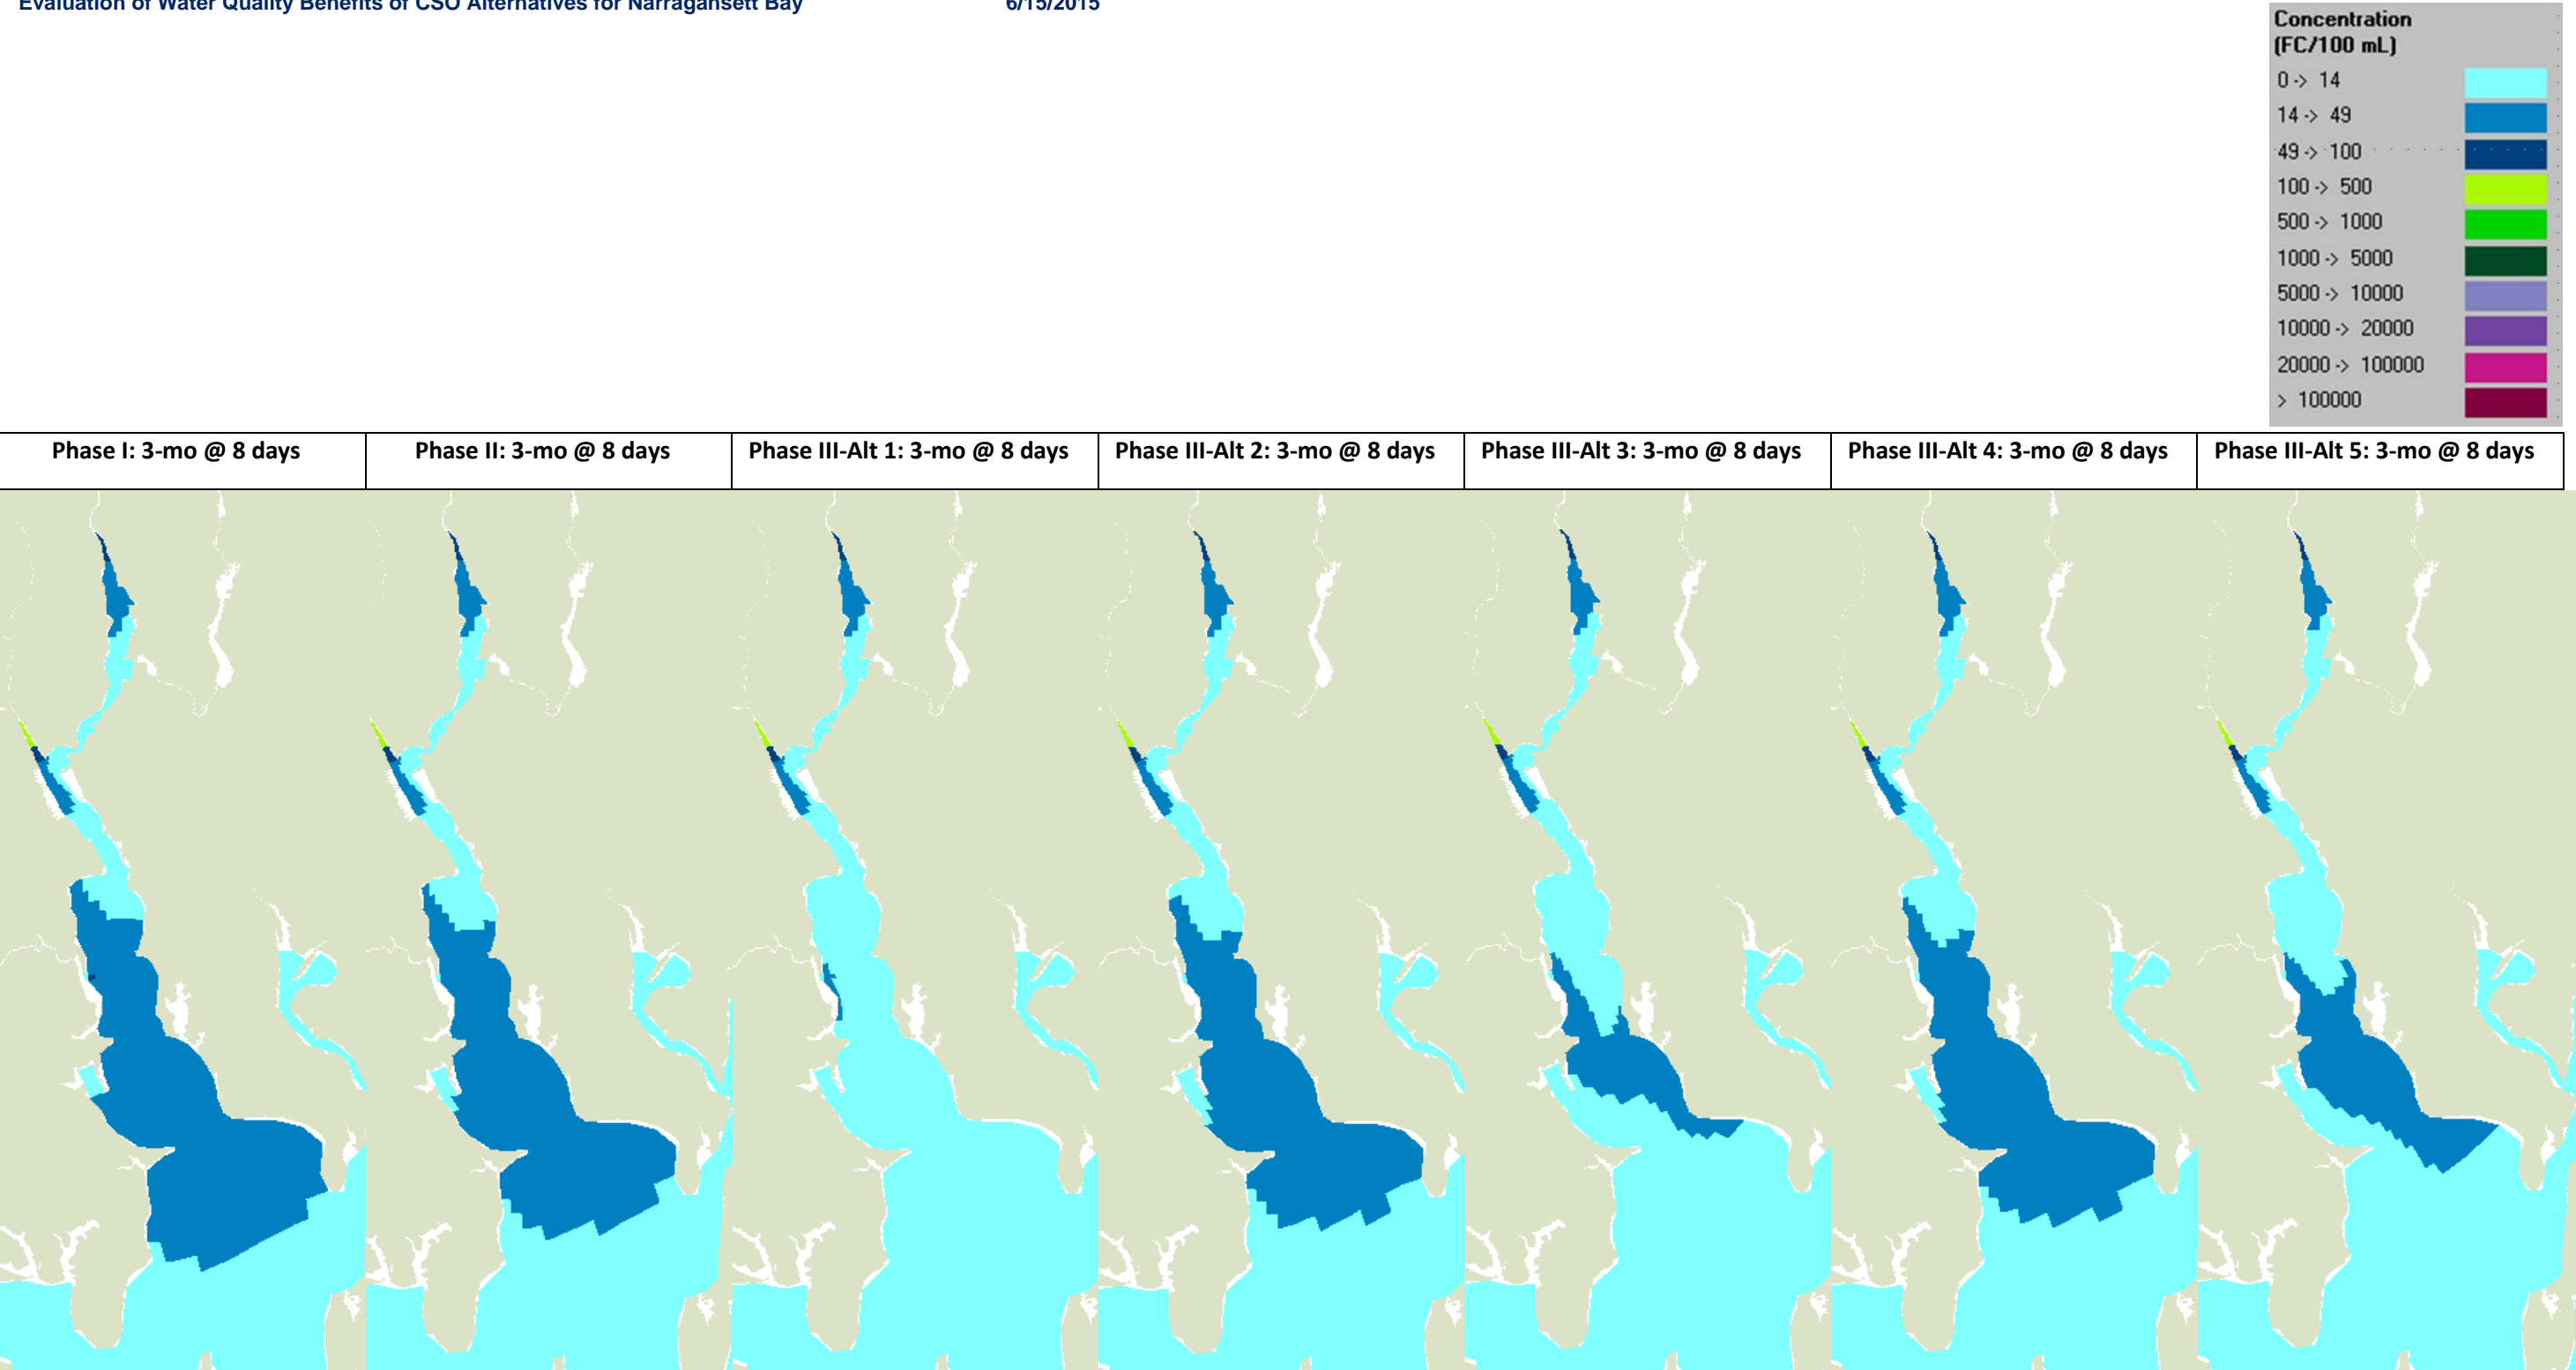 Evaluation of Water Quality Benefits of CSO Alternatives for Narragansett Bay 6/15/2015
Concentration
(FC/100 mL)
0 -> 14
14 -> 49
49 -> 100
100 -> 500
500 -> 1000
1000 -> 5000
5000 -> 10000
10000 -> 20000
20000 -> 100000
> 100000
Phase I: 3-mo @ 8 days
Phase II: 3-mo @ 8 days
Phase III-Alt 1: 3-mo @ 8 days
Phase III-Alt 2: 3-mo @ 8 days
Phase III-Alt 3: 3-mo @ 8 days
Phase III-Alt 4: 3-mo @ 8 days
Phase III-Alt 5: 3-mo @ 8 days